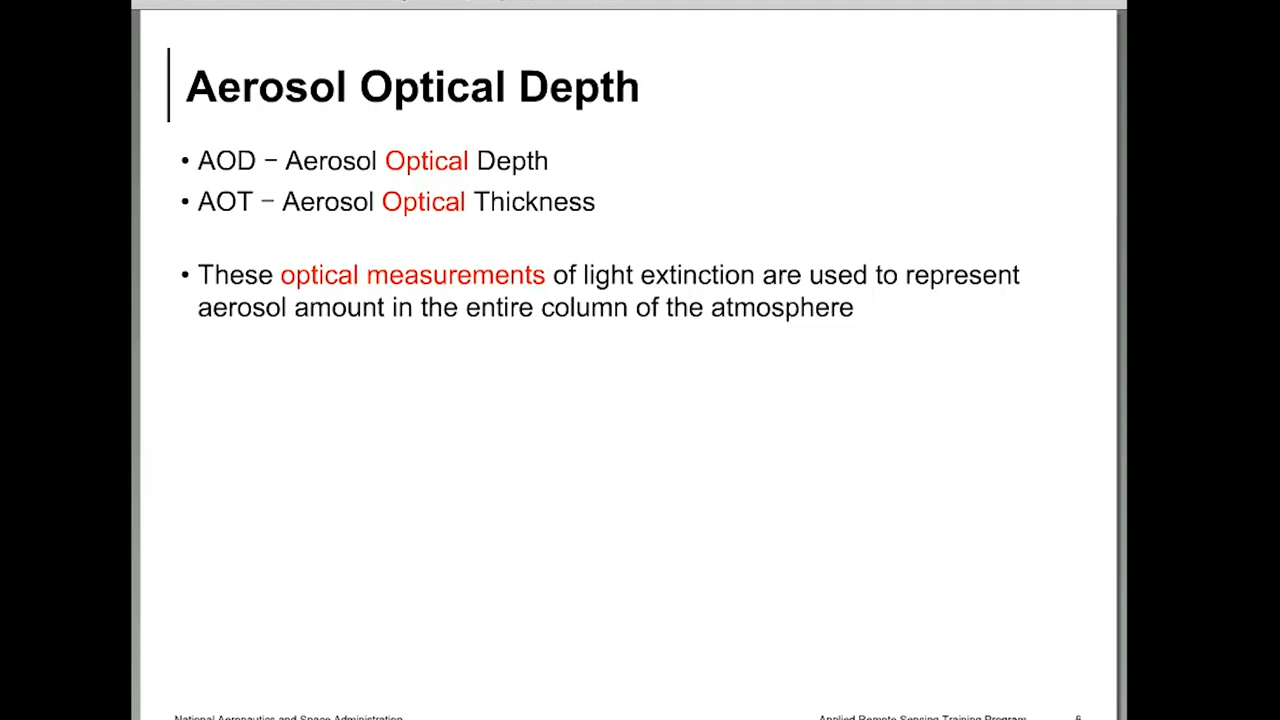 Aerosol Optical Depth
• AOD − Aerosol Optical Depth
• AOT − Aerosol Optical Thickness
• These optical measurements of light extinction are used to represent
aerosol amount in the entire column of the atmosphere
National Aeronautics and Space Administration
Applied Remote Sensing Training Program
6